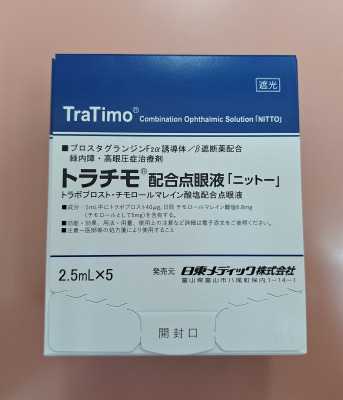 遮光
TraTimo® Combination Ophthalmic Solution「NITTO」
■プロスタグランジンF2α誘導体/β遮断薬配合
緑内障・高眼圧症治療剤
トラチモ®配合点眼液「ニットー」
トラボプロスト・チモロールマレイン酸塩配合点眼液
■成分：1mL中にトラボプロスト40μg、日局 チモロールマレイン酸塩6.8mg
(チモロールとして5mg)を含有する。
■効能・効果、用法・用量、使用上の注意など詳細は電子添文をご参照ください。
■注意－医師等の処方箋により使用すること
2.5mL×5
発売元 日東メディック株式会社
富山県富山市八尾町保内1-14-1
開封口